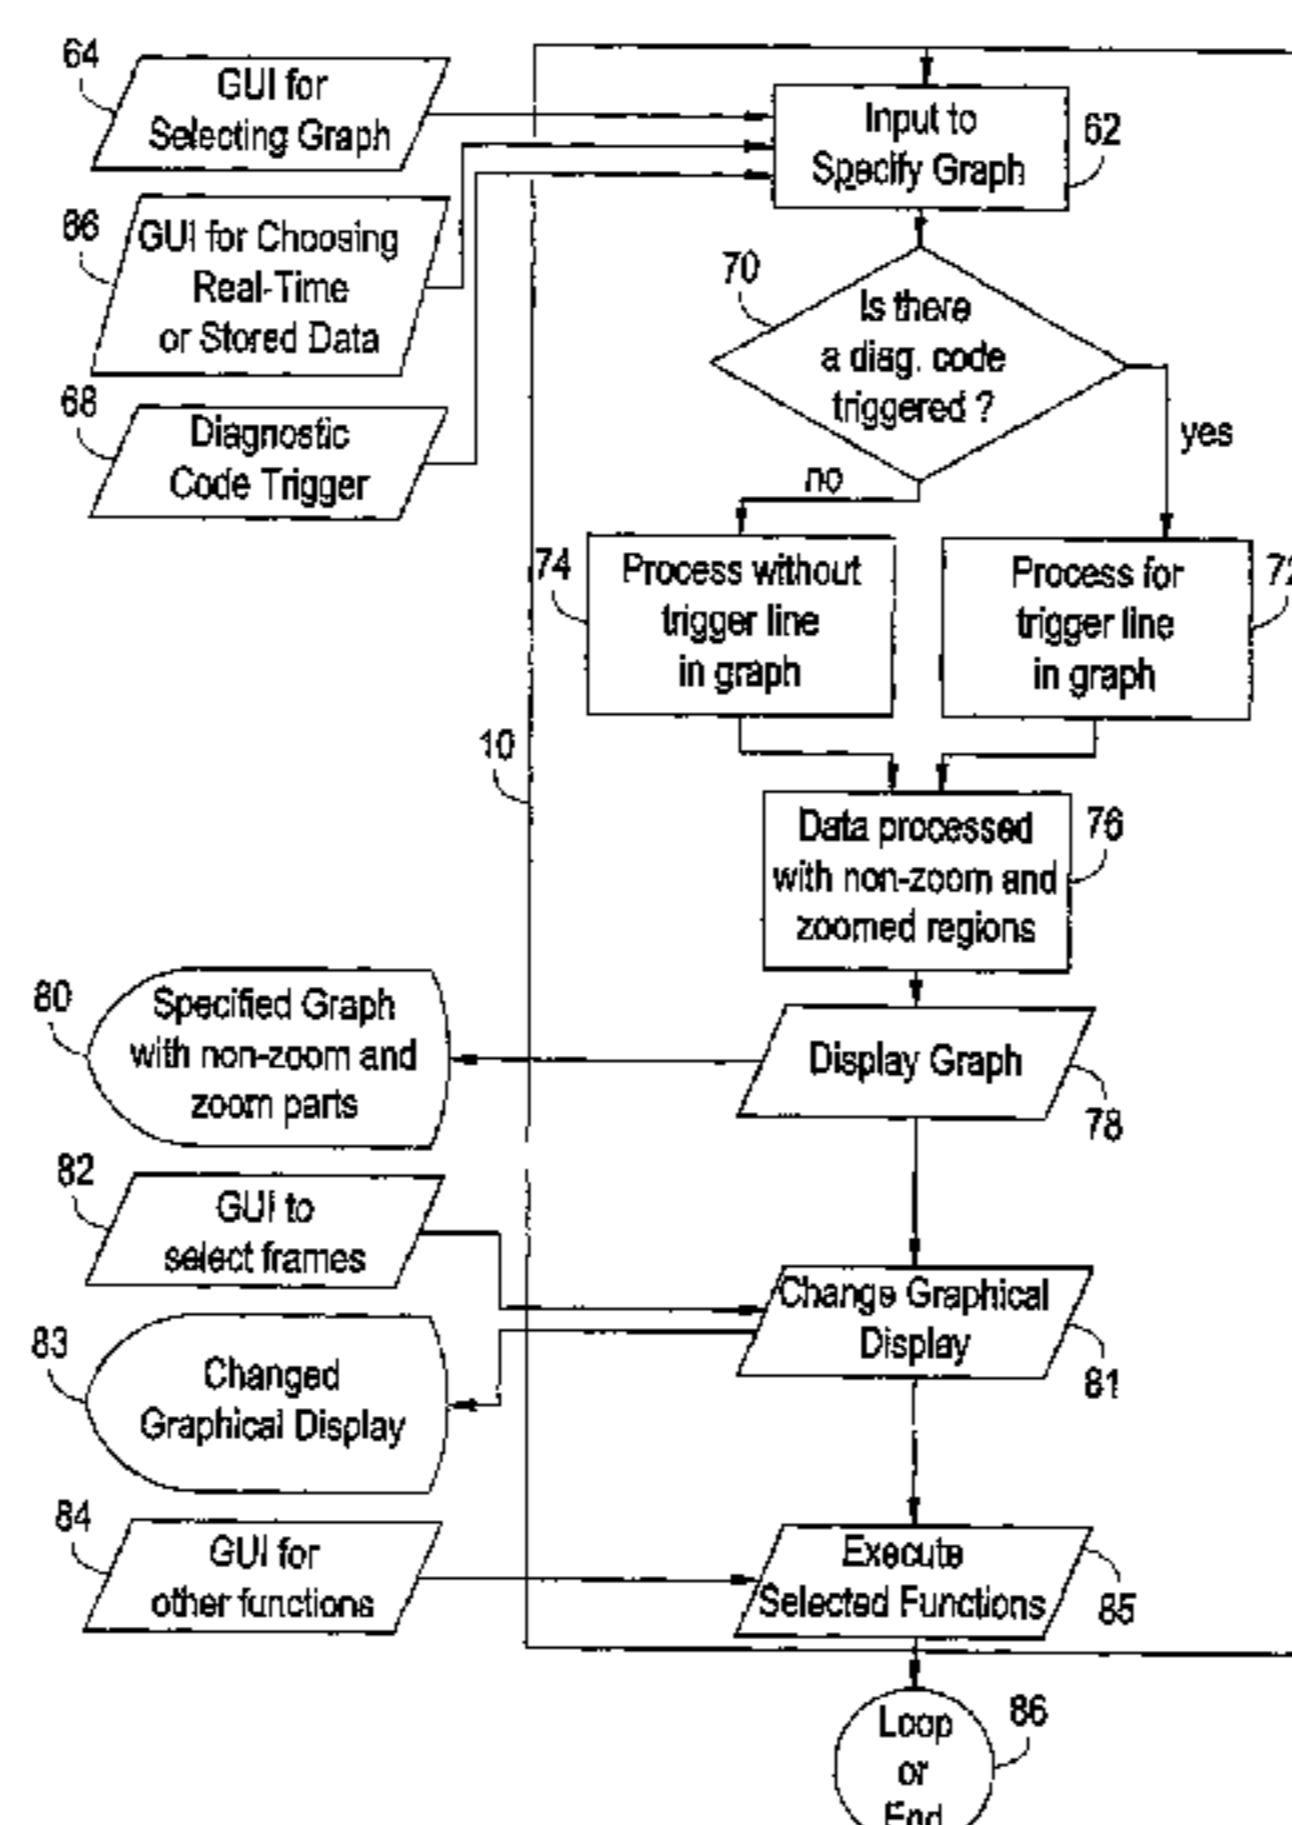 64
GUI for
Selecting Graph
Input to
Specify Graph
62
66
GUI for Choosing
Real-Time
or Stored Data
70
Is there
a diag. code
triggered ?
yes
no
68
Diagnostic
Code Trigger
74
Process without
trigger line
in graph
Process for
trigger line
in graph
72
10
Data processed
with non-zoom and
zoomed regions
76
80
Specified Graph
with non-zoom and
zoom parts
Display Graph
78
82
GUI to
select frames
Change Graphical
Display
81
83
Changed
Graphical Display
84
GUI for
other functions
Execute
Selected Functions
85
Loop
or
End
86